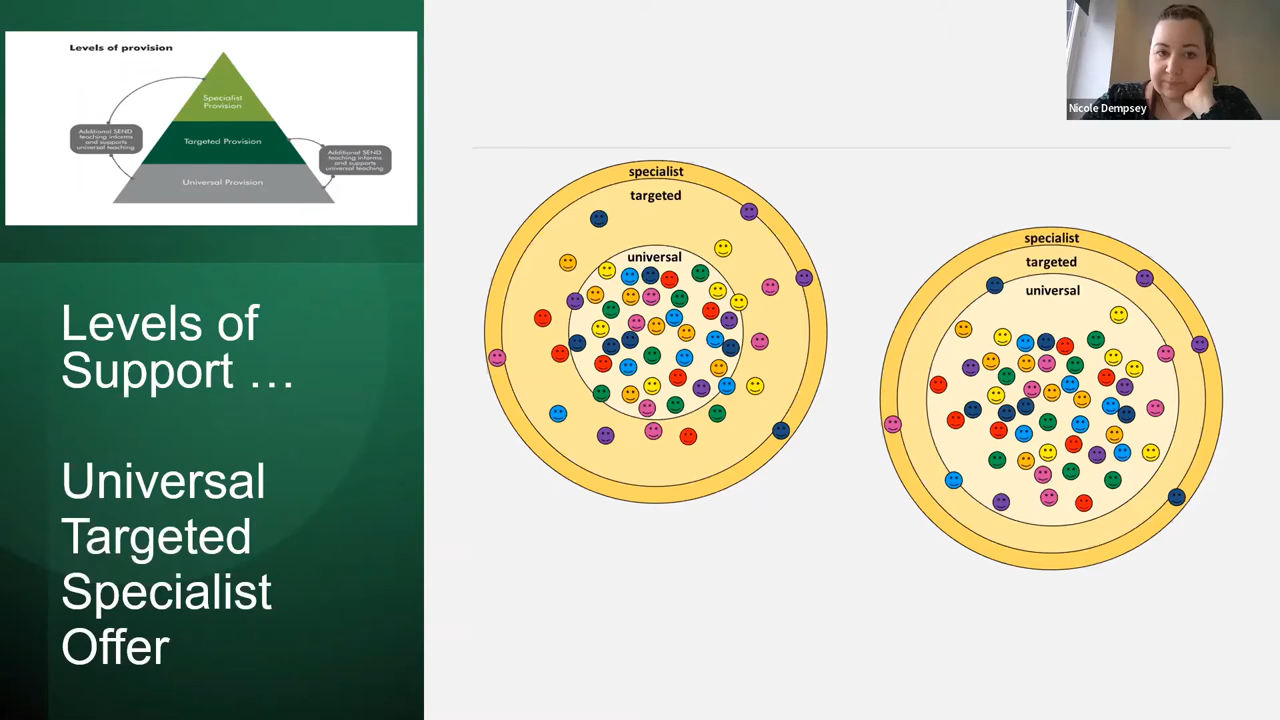 Levels of provision
Specialist
Provision
Additional SEND
teaching informs
and supports
universal teaching
Targeted Provision
Additional SEND
teaching informs
and supports
universal teaching
Universal Provision
Levels of
Support …
Universal
Targeted
Specialist
Offer
specialist
targeted
universal
specialist
targeted
universal
Nicole Dempsey